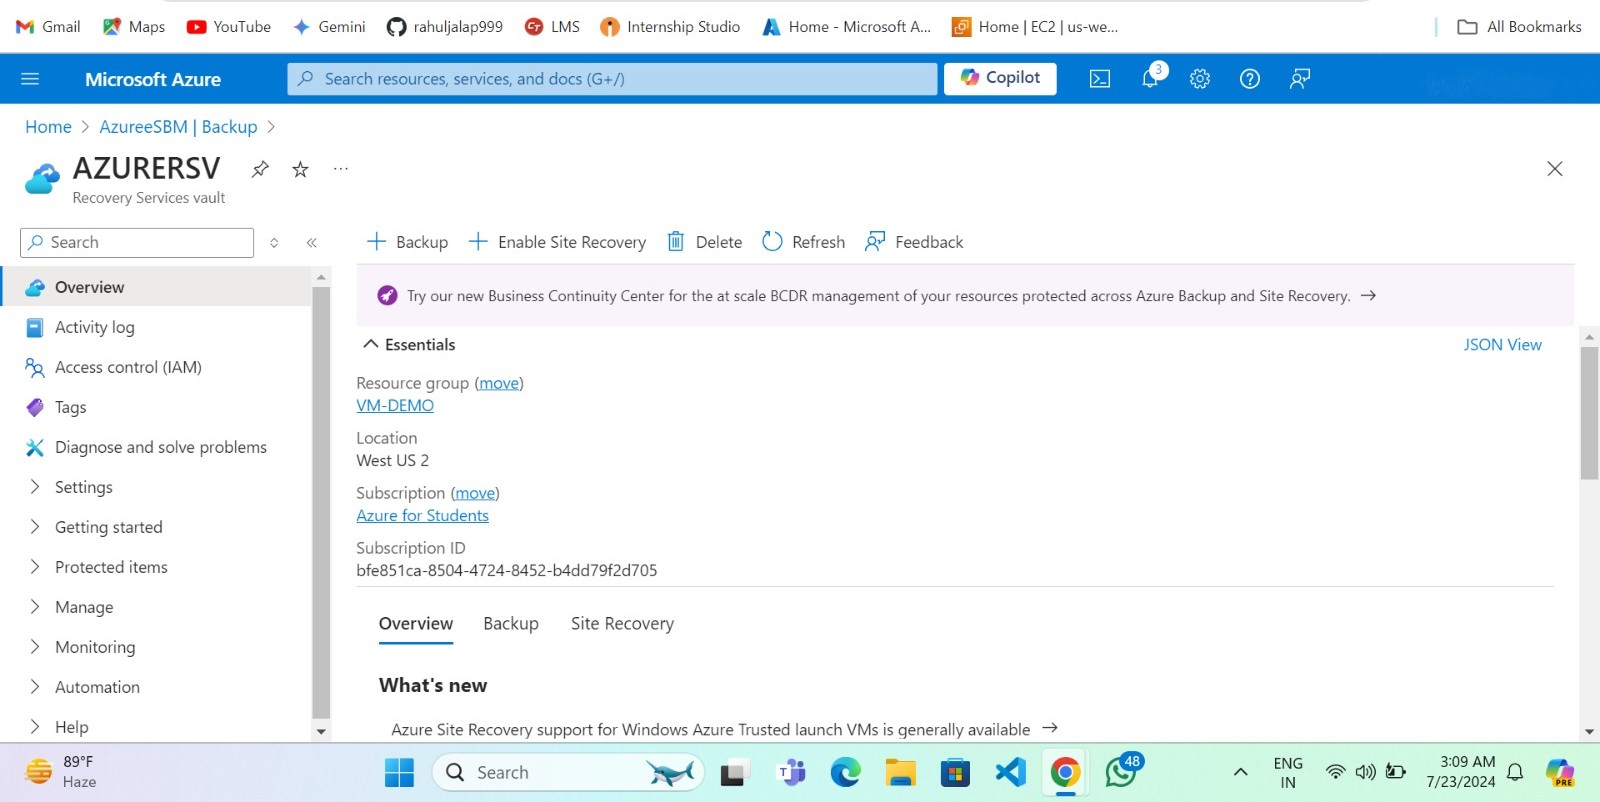 Gmail Maps YouTube Gemini rahuljalap999 LMS Internship Studio Home - Microsoft A... Home | EC2 | us-we... All Bookmarks
Microsoft Azure Search resources, services, and docs (G+/) Copilot 3
Home > AzureeSBM | Backup >
AZURERSV ...
Recovery Services vault
Search « + Backup + Enable Site Recovery Delete Refresh Feedback
Overview
Activity log
Access control (IAM)
Tags
Diagnose and solve problems
Settings
Getting started
Protected items
Manage
Monitoring
Automation
Help
Try our new Business Continuity Center for the at scale BCDR management of your resources protected across Azure Backup and Site Recovery. →
Essentials JSON View
Resource group (move)
VM-DEMO
Location
West US 2
Subscription (move)
Azure for Students
Subscription ID
bfe851ca-8504-4724-8452-b4dd79f2d705
Overview Backup Site Recovery
What's new
Azure Site Recovery support for Windows Azure Trusted launch VMs is generally available →
89°F
Haze
Search
48
ENG
IN
3:09 AM
7/23/2024
PRE